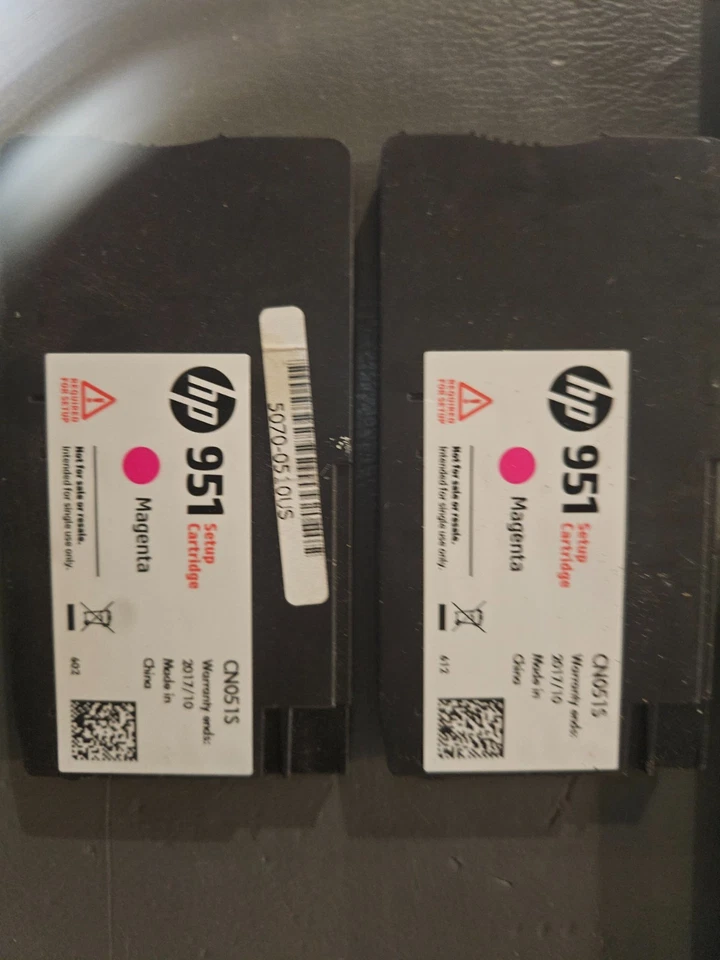 hp
951
Setup
Cartridge
Magenta
REQUIRED
FOR SETUP
Not for sale or resale.
Intended for single use only.
CN051S
Warranty ends:
2017/10
Made in
China
602
5070-0510US
hp
951
Setup
Cartridge
Magenta
REQUIRED
FOR SETUP
Not for sale or resale.
Intended for single use only.
CN051S
Warranty ends:
2017/10
Made in
China
612